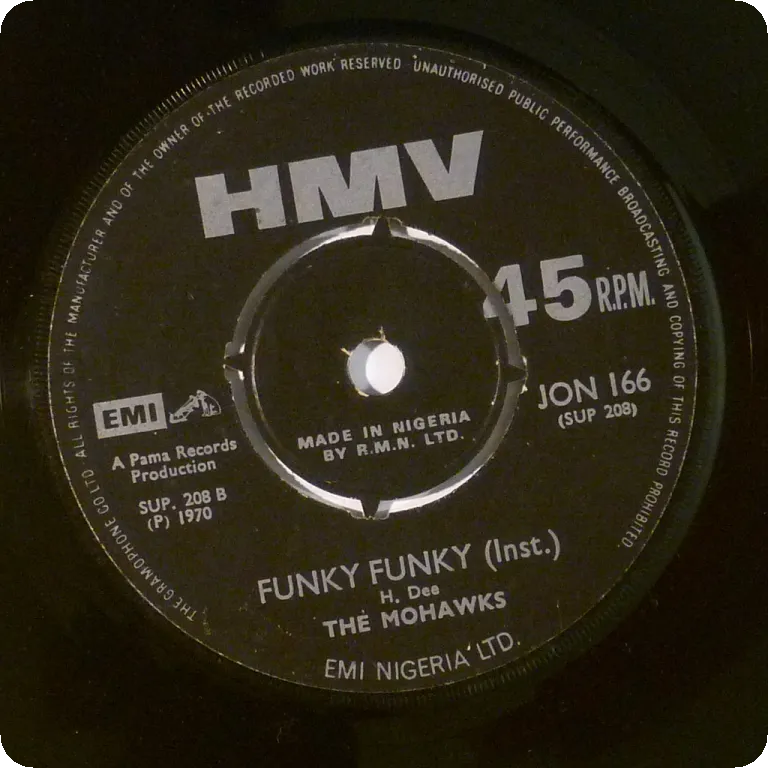 THE GRAMOPHONE CO LTD. ALL RIGHTS OF THE MANUFACTURER AND OF THE OWNER OF THE RECORDED WORK RESERVED UNAUTHORISED PUBLIC PERFORMANCE BROADCASTING AND COPYING OF THIS RECORD PROHIBITED.
HMV
45 R.P.M.
EMI
JON 166
(SUP 208)
MADE IN NIGERIA
BY R.M.N. LTD.
A Pama Records
Production
SUP. 208 B
(P) 1970
FUNKY FUNKY (Inst.)
H. Dee
THE MOHAWKS
EMI NIGERIA LTD.